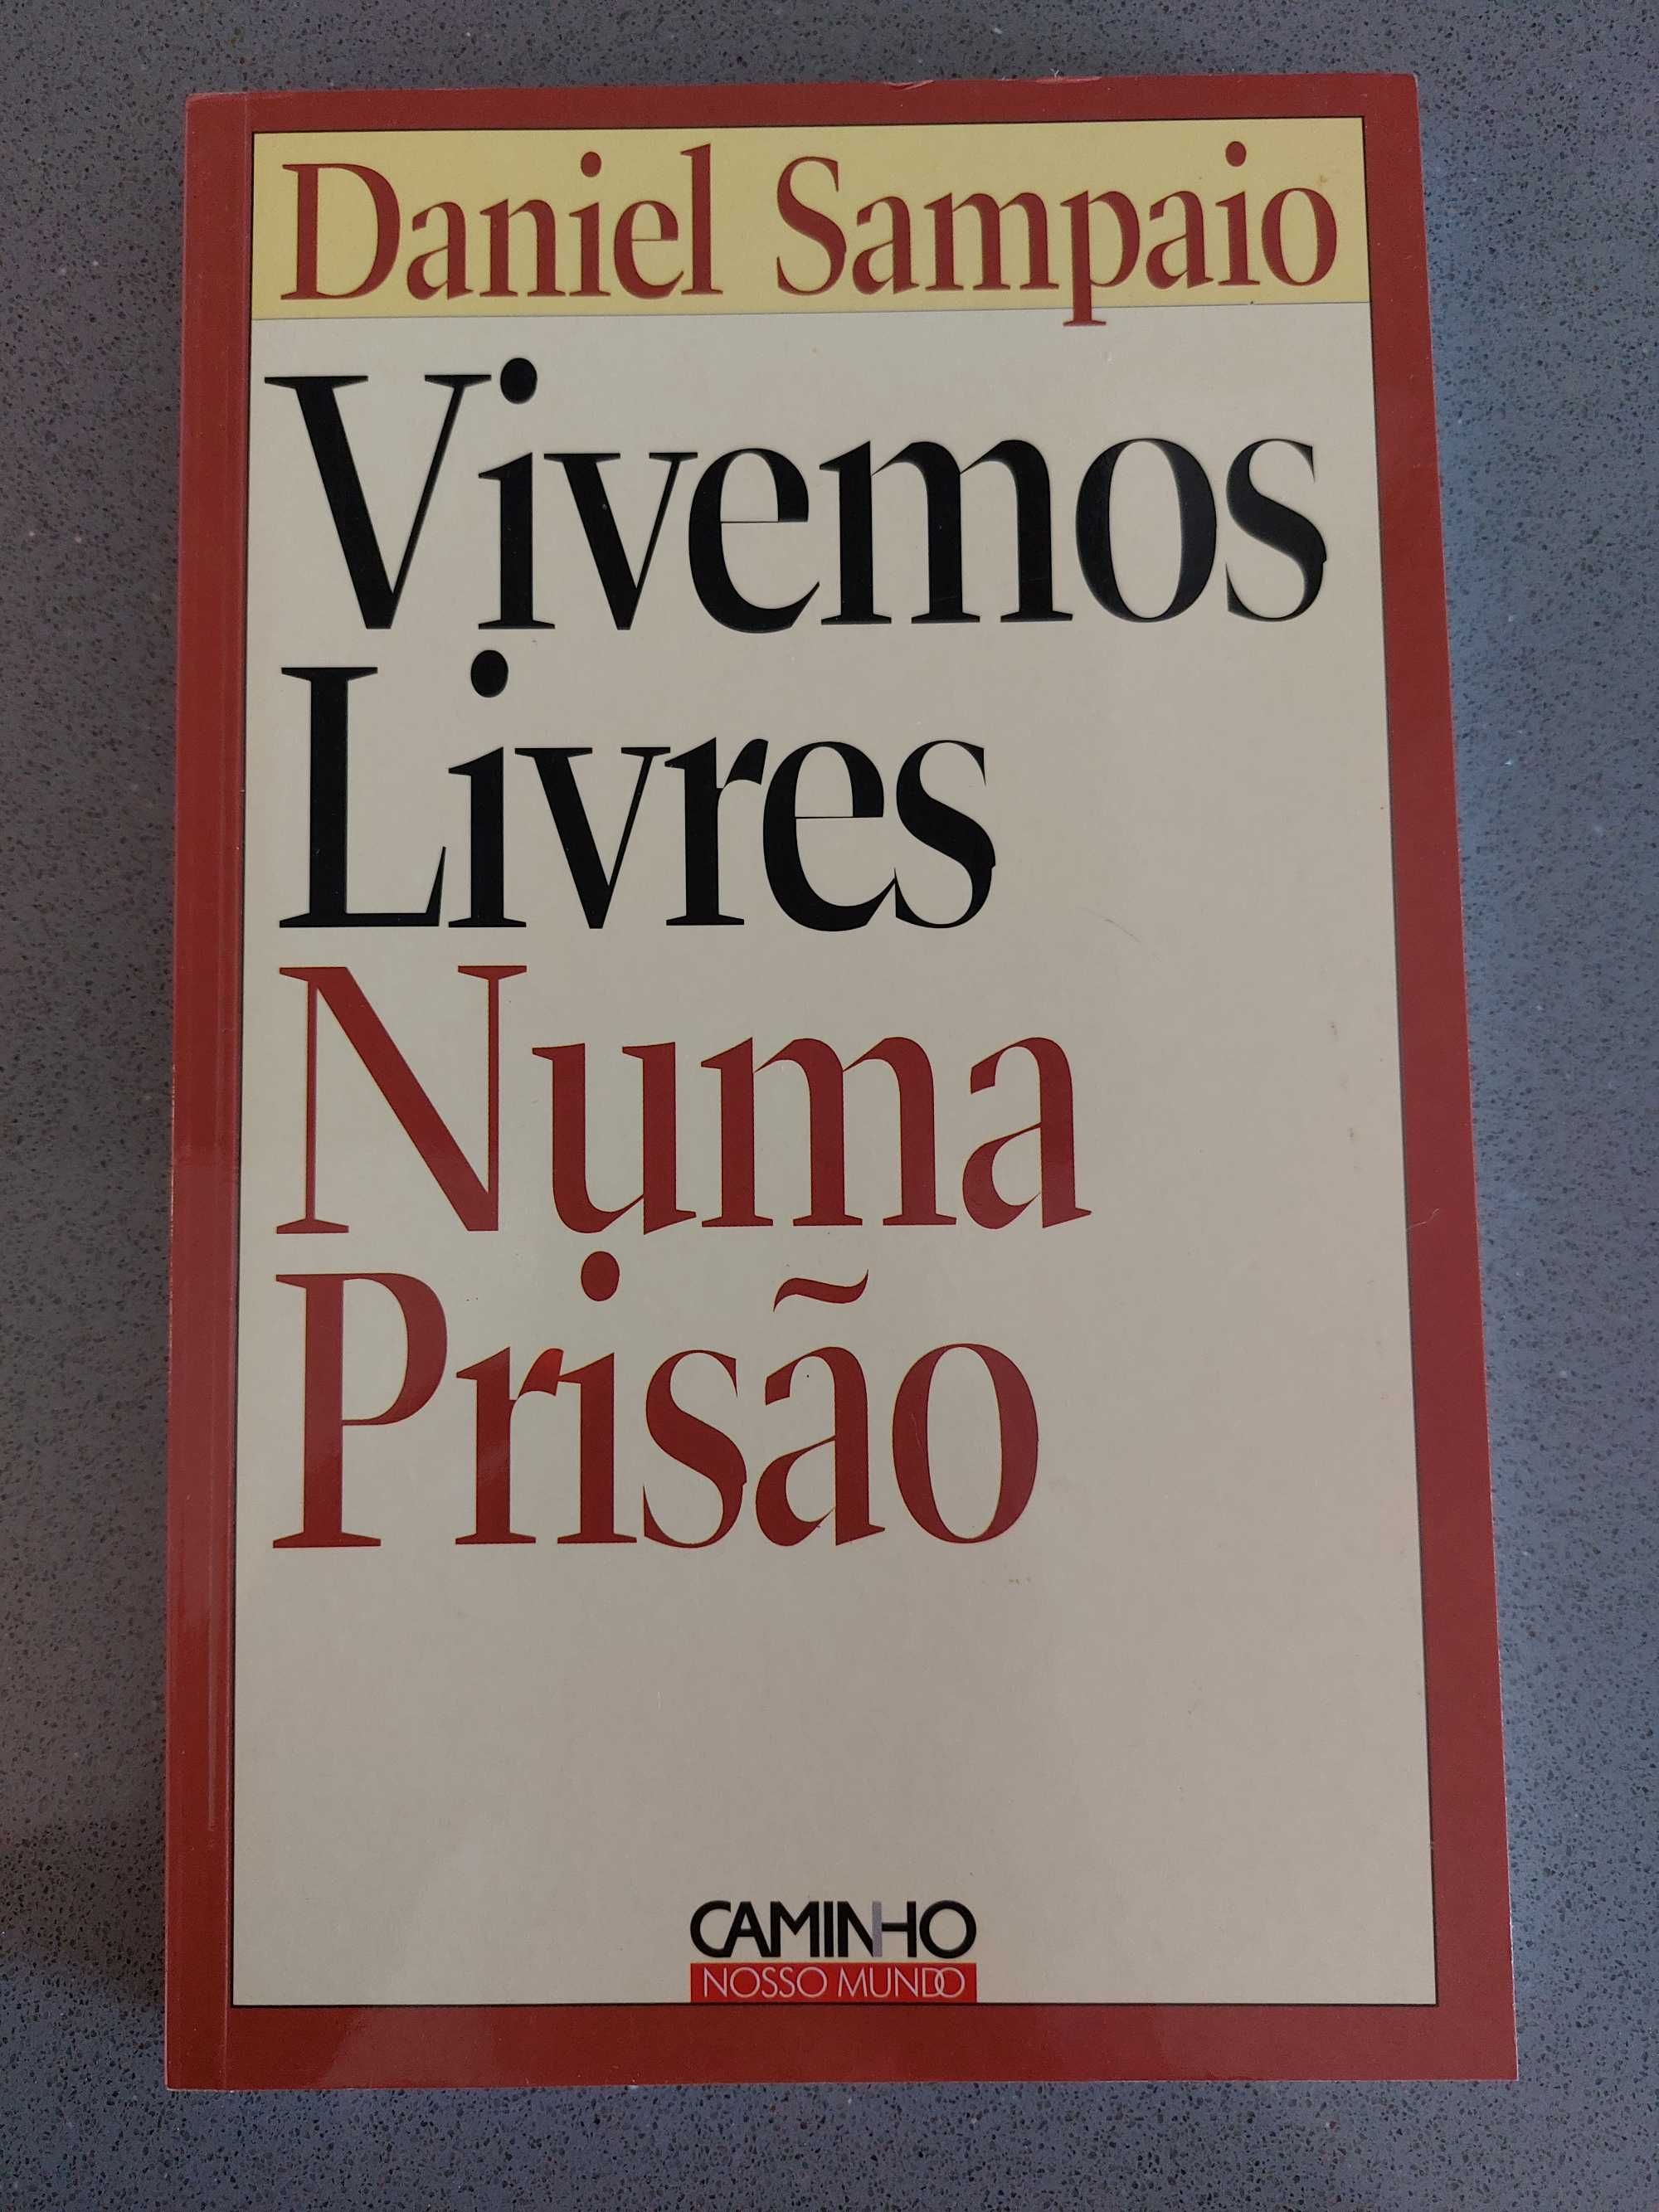 Daniel Sampaio
Vivemos
Livres
Numa
Prisão
CAMINHO
NOSSO MUNDO